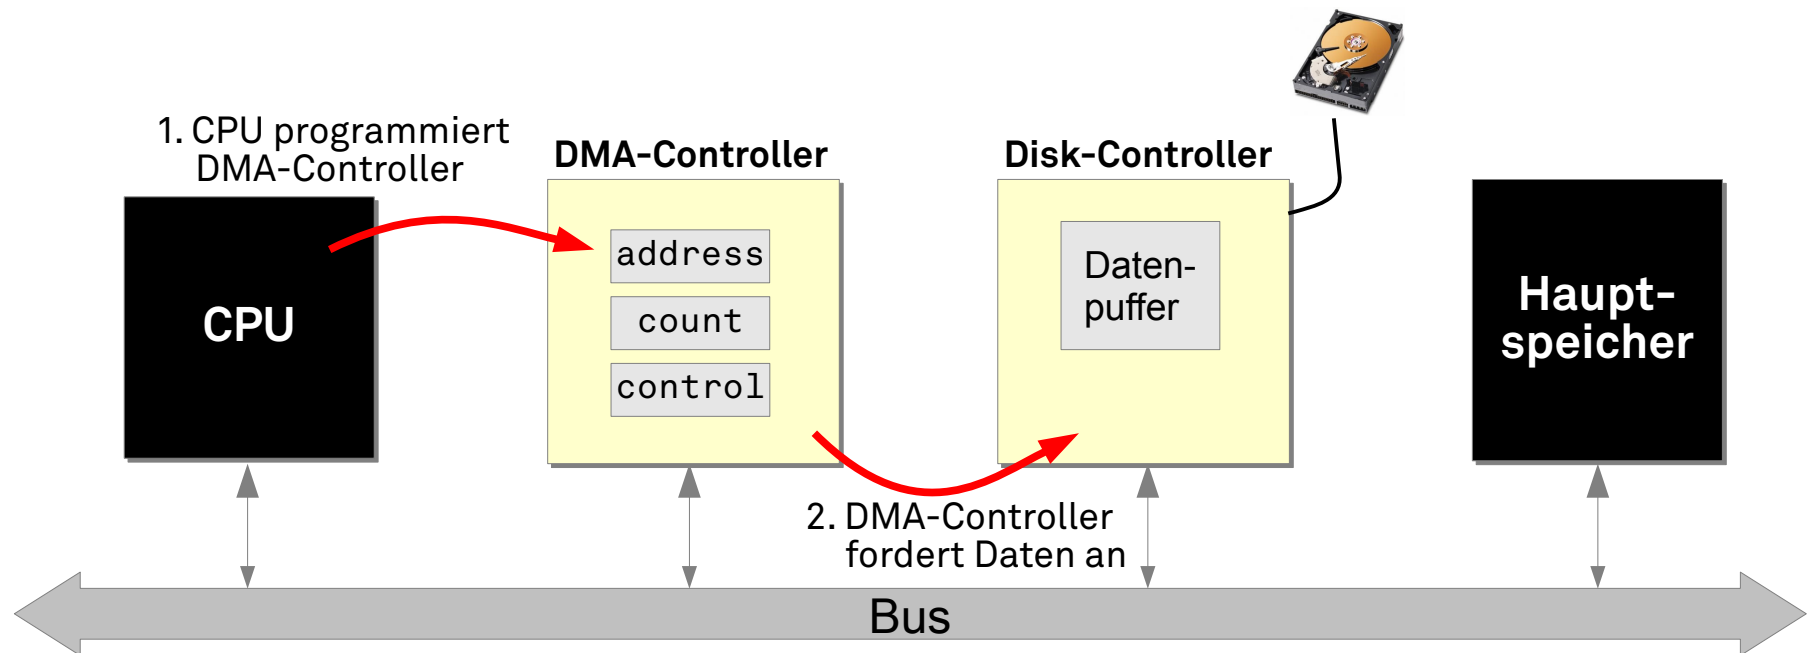 1. CPU programmiert
DMA-Controller
DMA-Controller
Disk-Controller
CPU
address
count
control
Daten-
puffer
Haupt-
speicher
2. DMA-Controller
fordert Daten an
Bus